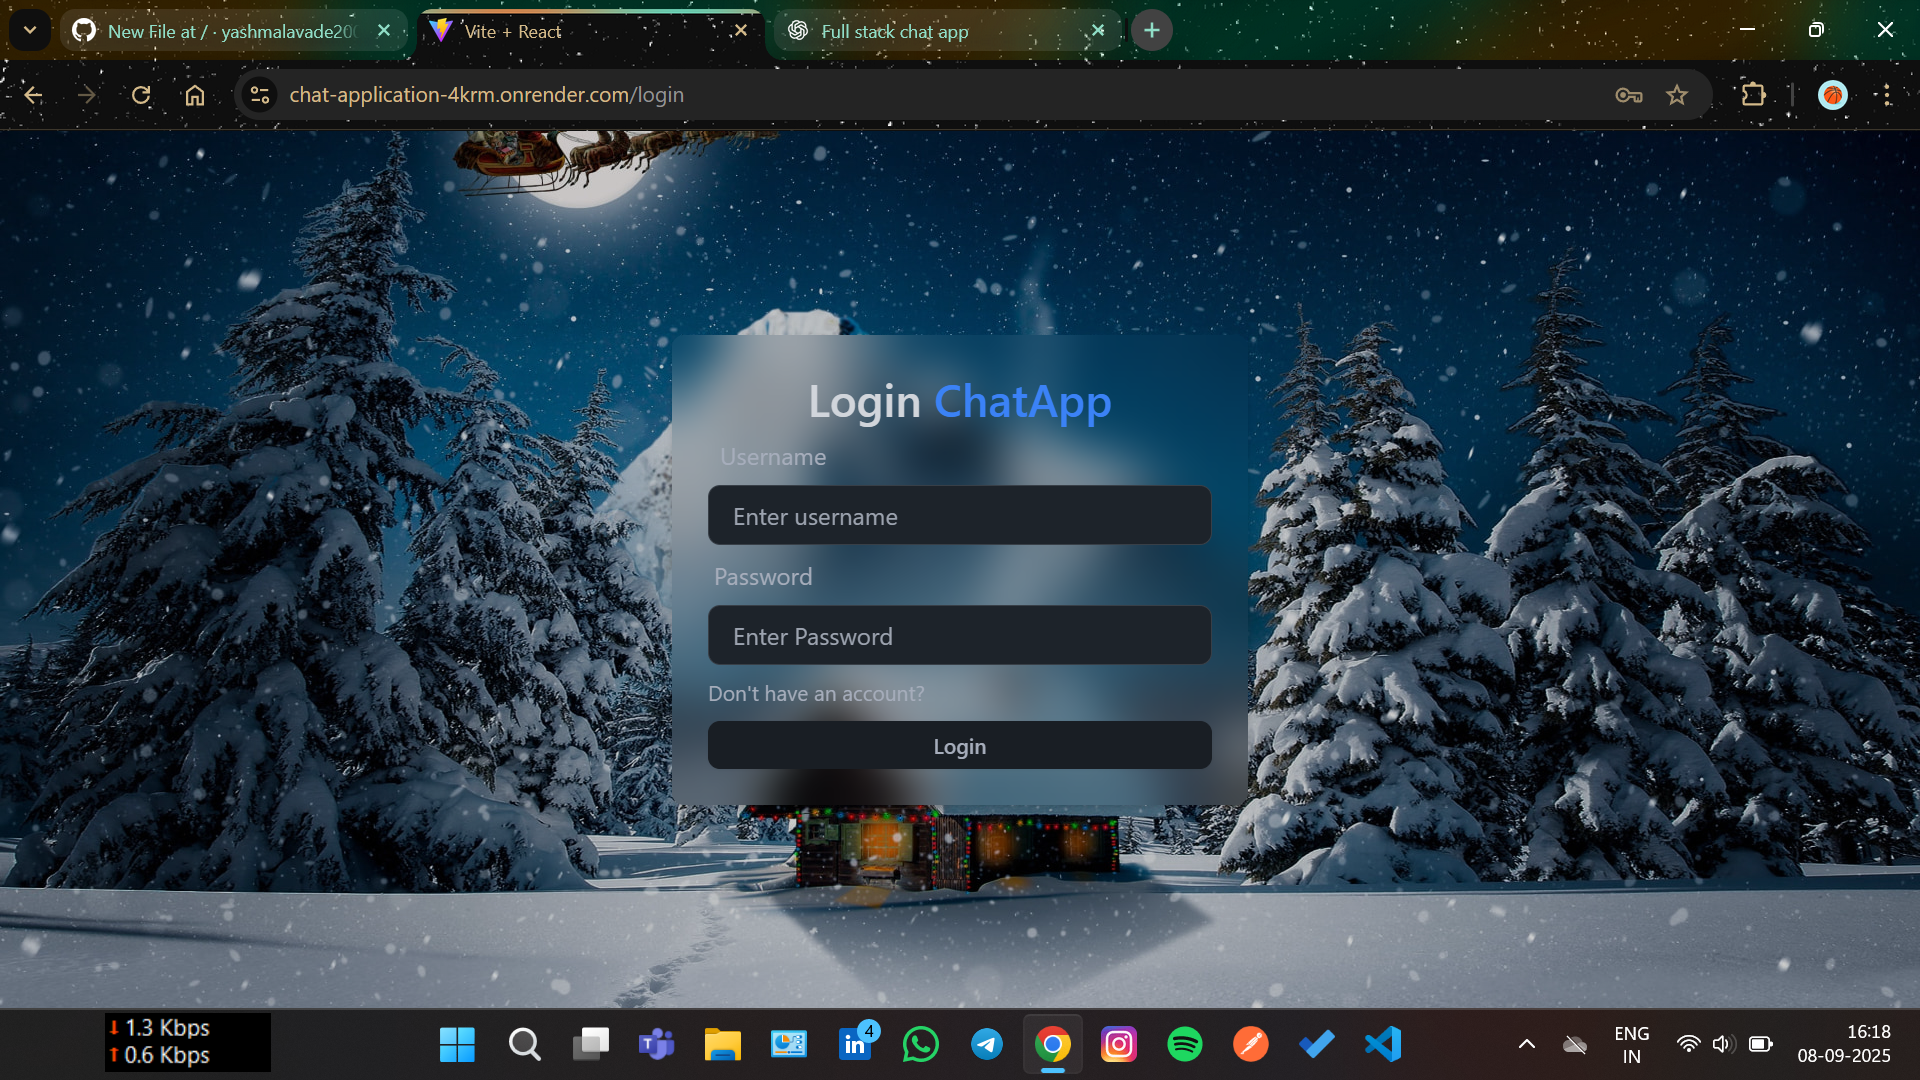 New File at / · yashmalavade20
Vite + React
Full stack chat app
chat-application-4krm.onrender.com/login
Login ChatApp
Username
Enter username
Password
Enter Password
Don't have an account?
Login
↓ 1.3 Kbps
↑ 0.6 Kbps
4
ENG
IN
16:18
08-09-2025